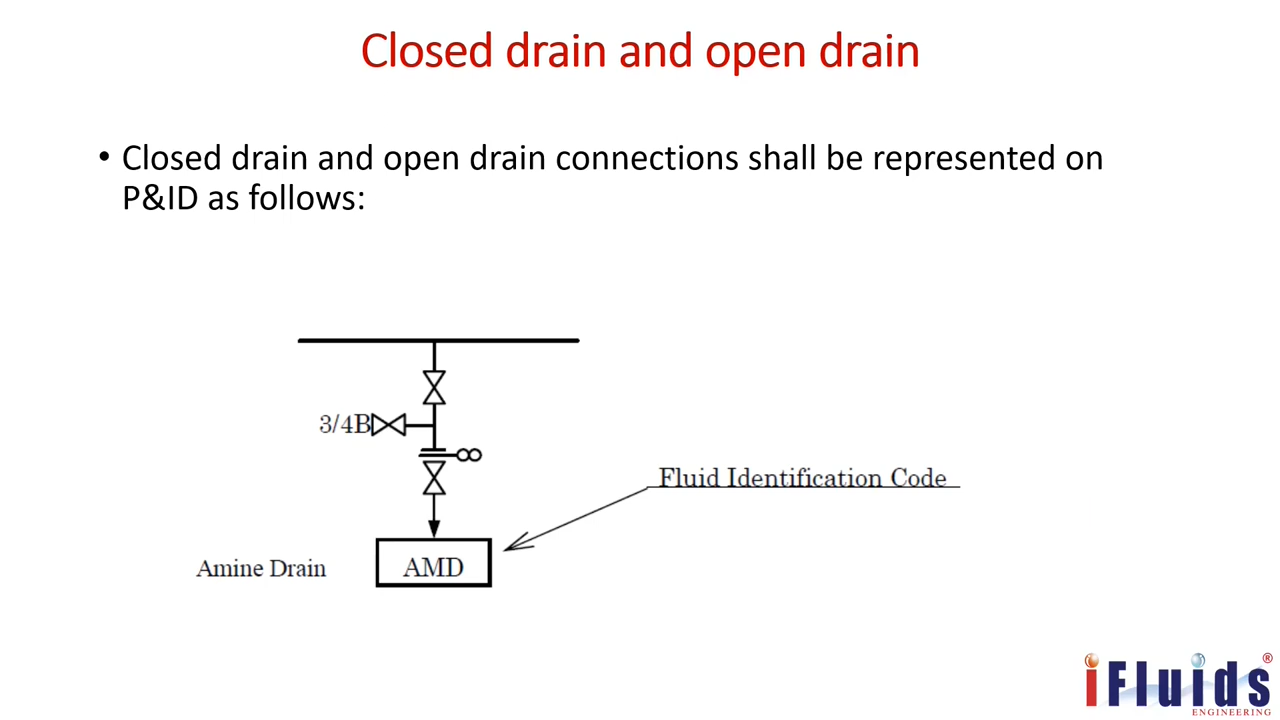 Closed drain and open drain
• Closed drain and open drain connections shall be represented on
P&ID as follows:
3/4B
Fluid Identification Code
Amine Drain
AMD
iFluids®
ENGINEERING